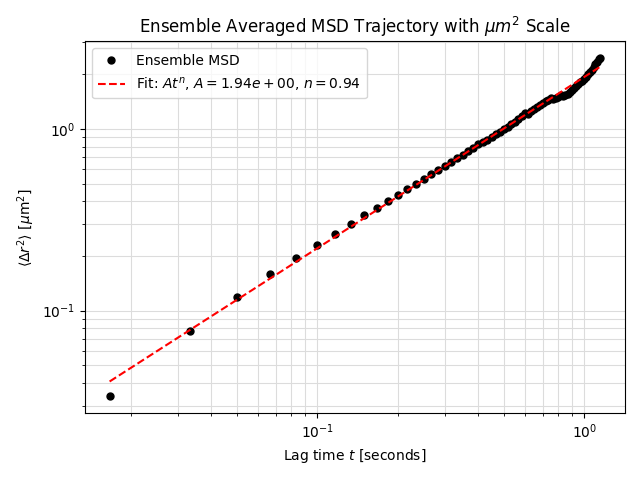 Ensemble Averaged MSD Trajectory with μm² Scale
Ensemble MSD
Fit: Atⁿ, A = 1.94e + 00, n = 0.94
10⁰
10⁻¹
⟨Δr²⟩ [μm²]
10⁻¹ 10⁰
Lag time t [seconds]